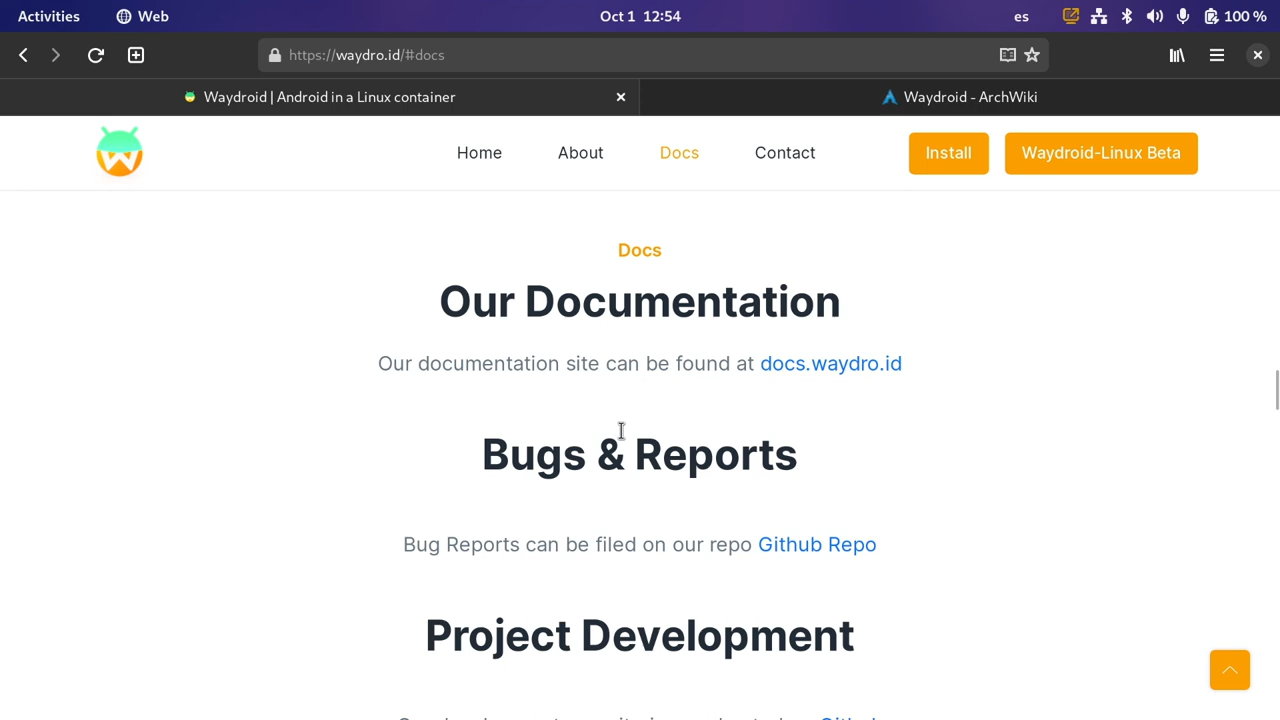 Activities Web Oct 1 12:54 es 100 %
https://waydro.id/#docs
Waydroid | Android in a Linux container Waydroid - ArchWiki
Home About Docs Contact Install Waydroid-Linux Beta
Docs
Our Documentation
Our documentation site can be found at docs.waydro.id
Bugs & Reports
Bug Reports can be filed on our repo Github Repo
Project Development